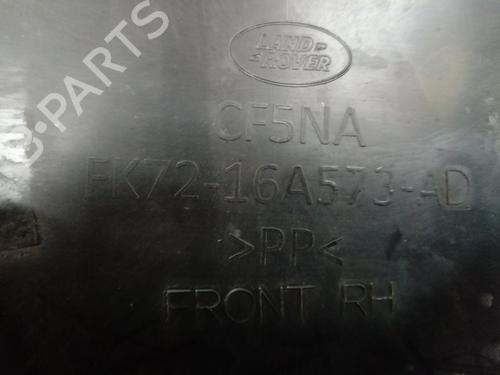 LAND
ROVER
CF5NA
FK72-16A573-AD
>PP<
FRONT RH
B-PARTS